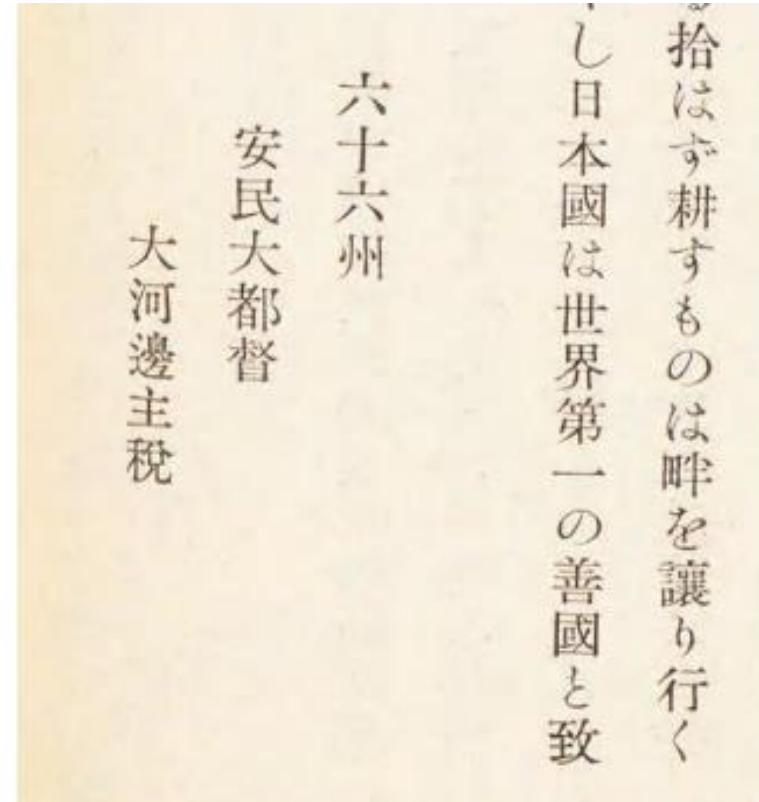 拾はず耕すものは畔を讓り行く
し日本國は世界第一の善國と致
六十六州
安民大都督
大河邊主税